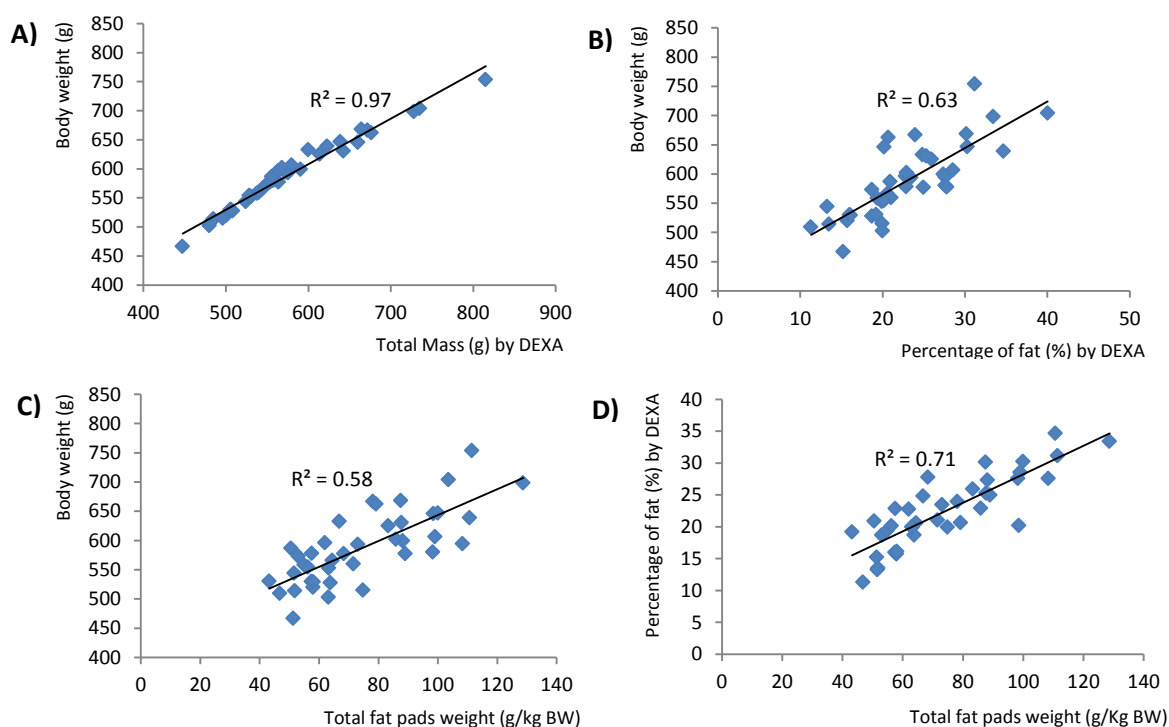 A)
Body weight (g)
850
800
750
700
650
600
550
500
450
400
R² = 0.97
400 500 600 700 800 900
Total Mass (g) by DEXA
B)
Body weight (g)
850
800
750
700
650
600
550
500
450
400
R² = 0.63
10 20 30 40 50
Percentage of fat (%) by DEXA
C)
Body weight (g)
850
800
750
700
650
600
550
500
450
400
R² = 0.58
0 20 40 60 80 100 120 140
Total fat pads weight (g/kg BW)
D)
Percentage of fat (%) by DEXA
40
35
30
25
20
15
10
5
0
R² = 0.71
0 20 40 60 80 100 120 140
Total fat pads weight (g/Kg BW)